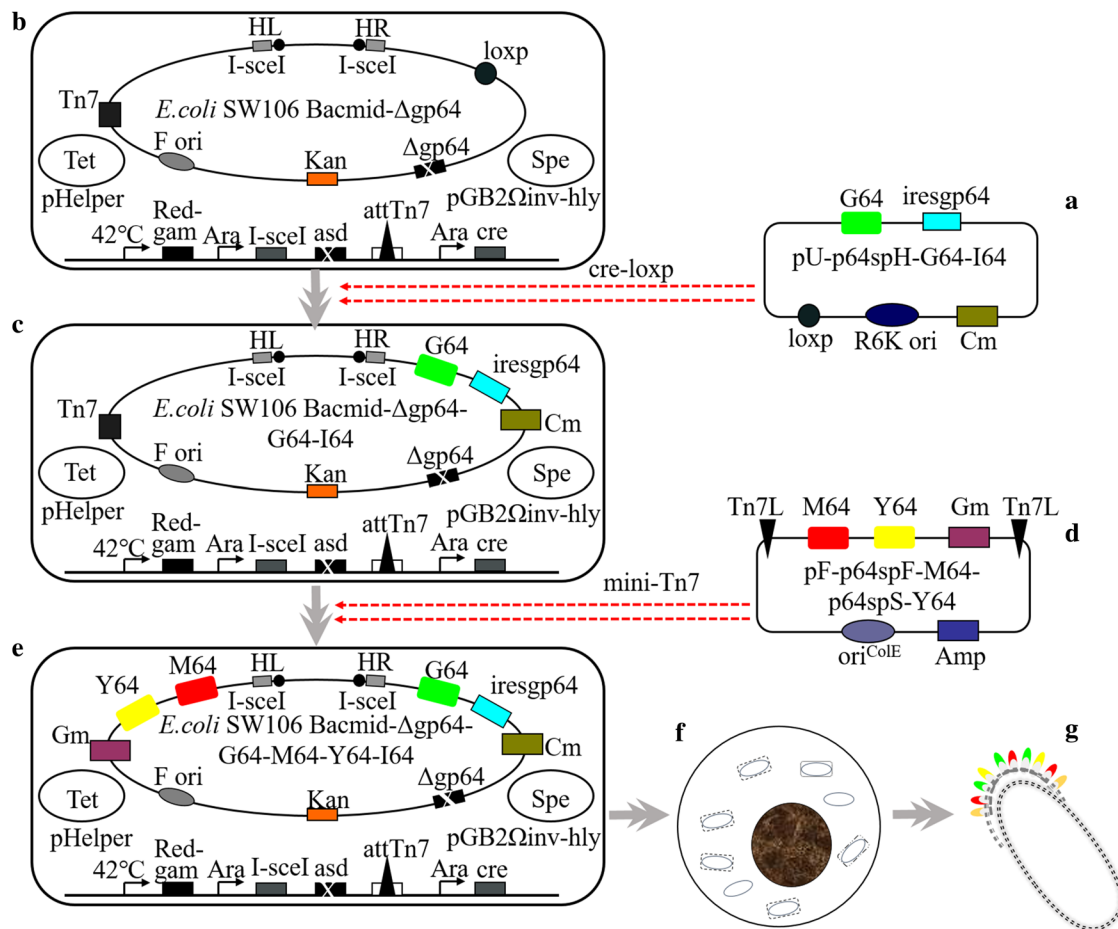 b
HL
HR
I-sceI
I-sceI
loxp
Tn7
E.coli SW106 Bacmid-Δgp64
F ori
Tet
pHelper
Kan
Δgp64
Spe
pGB2Ωinv-hly
42℃
Red-
gam
Ara
I-sceI
asd
attTn7
Ara
cre
a
G64
iresgp64
pU-p64spH-G64-I64
loxp
R6K ori
Cm
cre-loxp
c
HL
HR
I-sceI
I-sceI
G64
iresgp64
Cm
Tn7
E.coli SW106 Bacmid-Δgp64-
G64-I64
F ori
Tet
pHelper
Kan
Δgp64
Spe
pGB2Ωinv-hly
42℃
Red-
gam
Ara
I-sceI
asd
attTn7
Ara
cre
d
Tn7L
M64
Y64
Gm
Tn7L
pF-p64spF-M64-
p64spS-Y64
oriColE
Amp
mini-Tn7
e
Y64
M64
HL
HR
I-sceI
I-sceI
G64
iresgp64
Gm
Cm
E.coli SW106 Bacmid-Δgp64-
G64-M64-Y64-I64
F ori
Tet
pHelper
Kan
Δgp64
Spe
pGB2Ωinv-hly
42℃
Red-
gam
Ara
I-sceI
asd
attTn7
Ara
cre
f
g